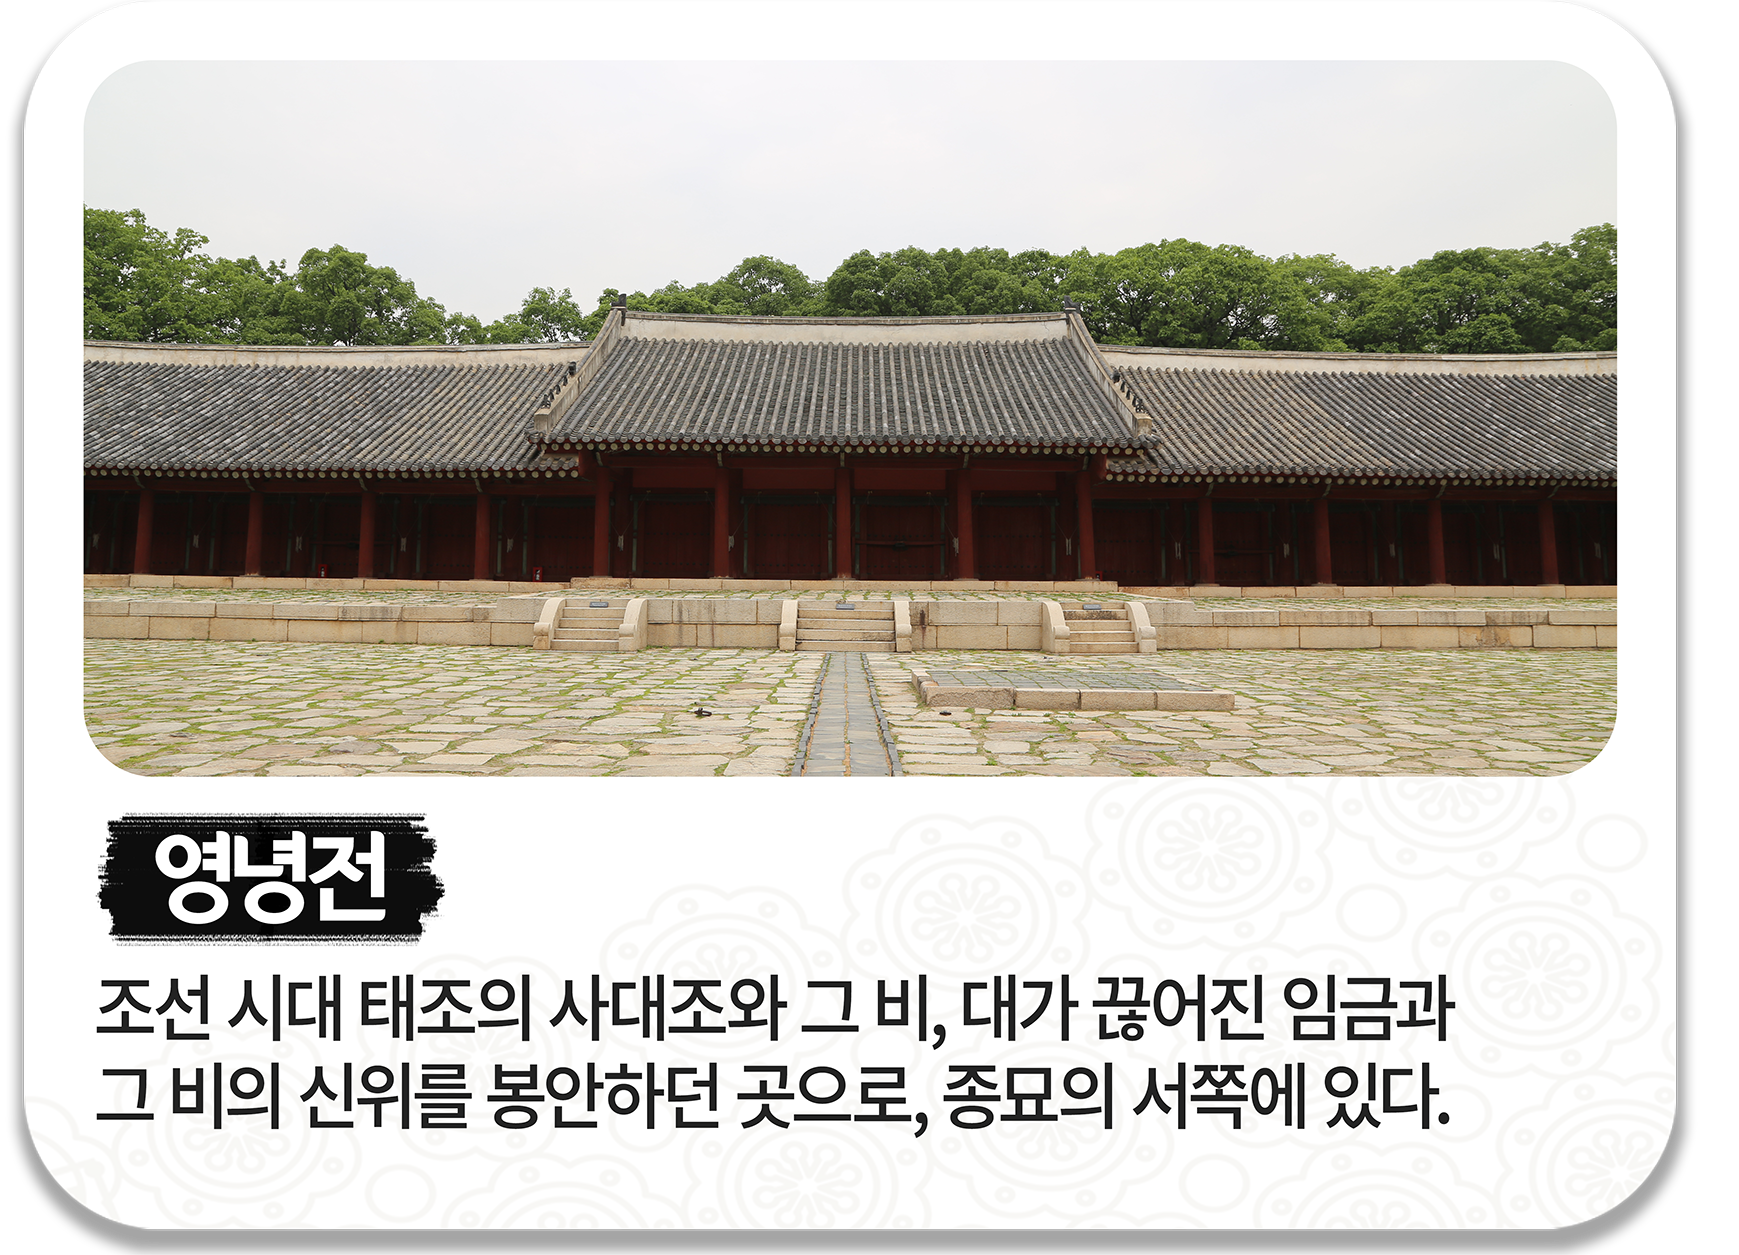 영녕전
조선 시대 태조의 사대조와 그 비, 대가 끊어진 임금과
그 비의 신위를 봉안하던 곳으로, 종묘의 서쪽에 있다.